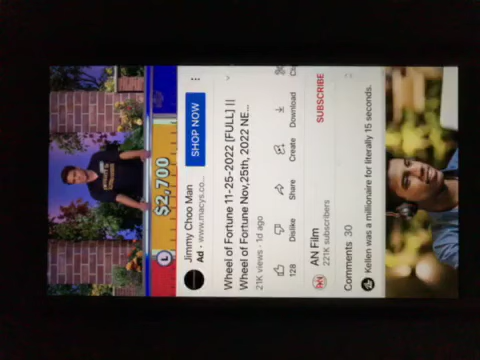 $2,700
L
Jimmy Choo Man
Ad · www.macys.co...
SHOP NOW
Wheel of Fortune 11-25-2022 [FULL] ||
Wheel of Fortune Nov,25th, 2022 NE...
21K views · 1d ago
128
Dislike
Share
Create
Download
Cli
AN Film
221K subscribers
SUBSCRIBE
Comments 30
Kellen was a millionaire for literally 15 seconds.